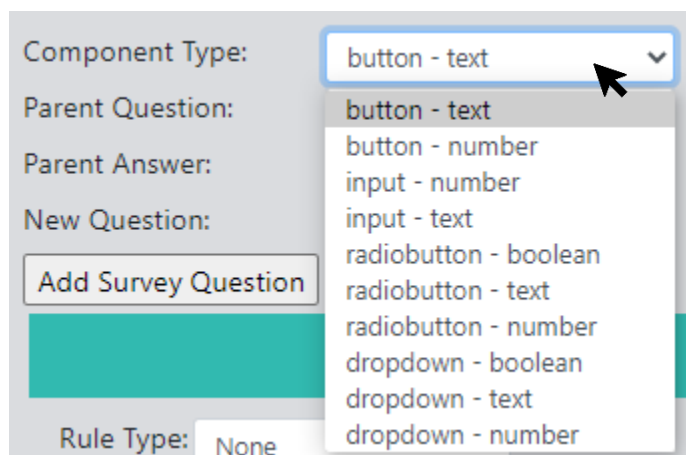 Component Type: button - text
Parent Question: button - text
button - number
Parent Answer: input - number
New Question: input - text
radiobutton - boolean
Add Survey Question radiobutton - text
radiobutton - number
dropdown - boolean
dropdown - text
Rule Type: None dropdown - number